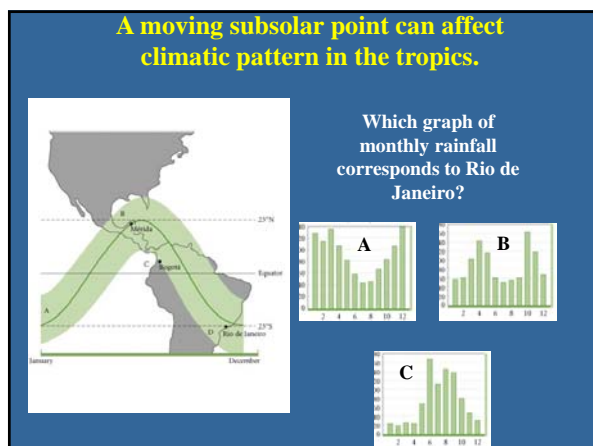 A moving subsolar point can affect
climatic pattern in the tropics.
Which graph of
monthly rainfall
corresponds to Rio de
Janeiro?
B
23°N
Mérida
C
Bogotá
Equator
A
D
Rio de Janeiro
23°S
January
December
A
2 4 6 8 10 12
B
2 4 6 8 10 12
C
2 4 6 8 10 12